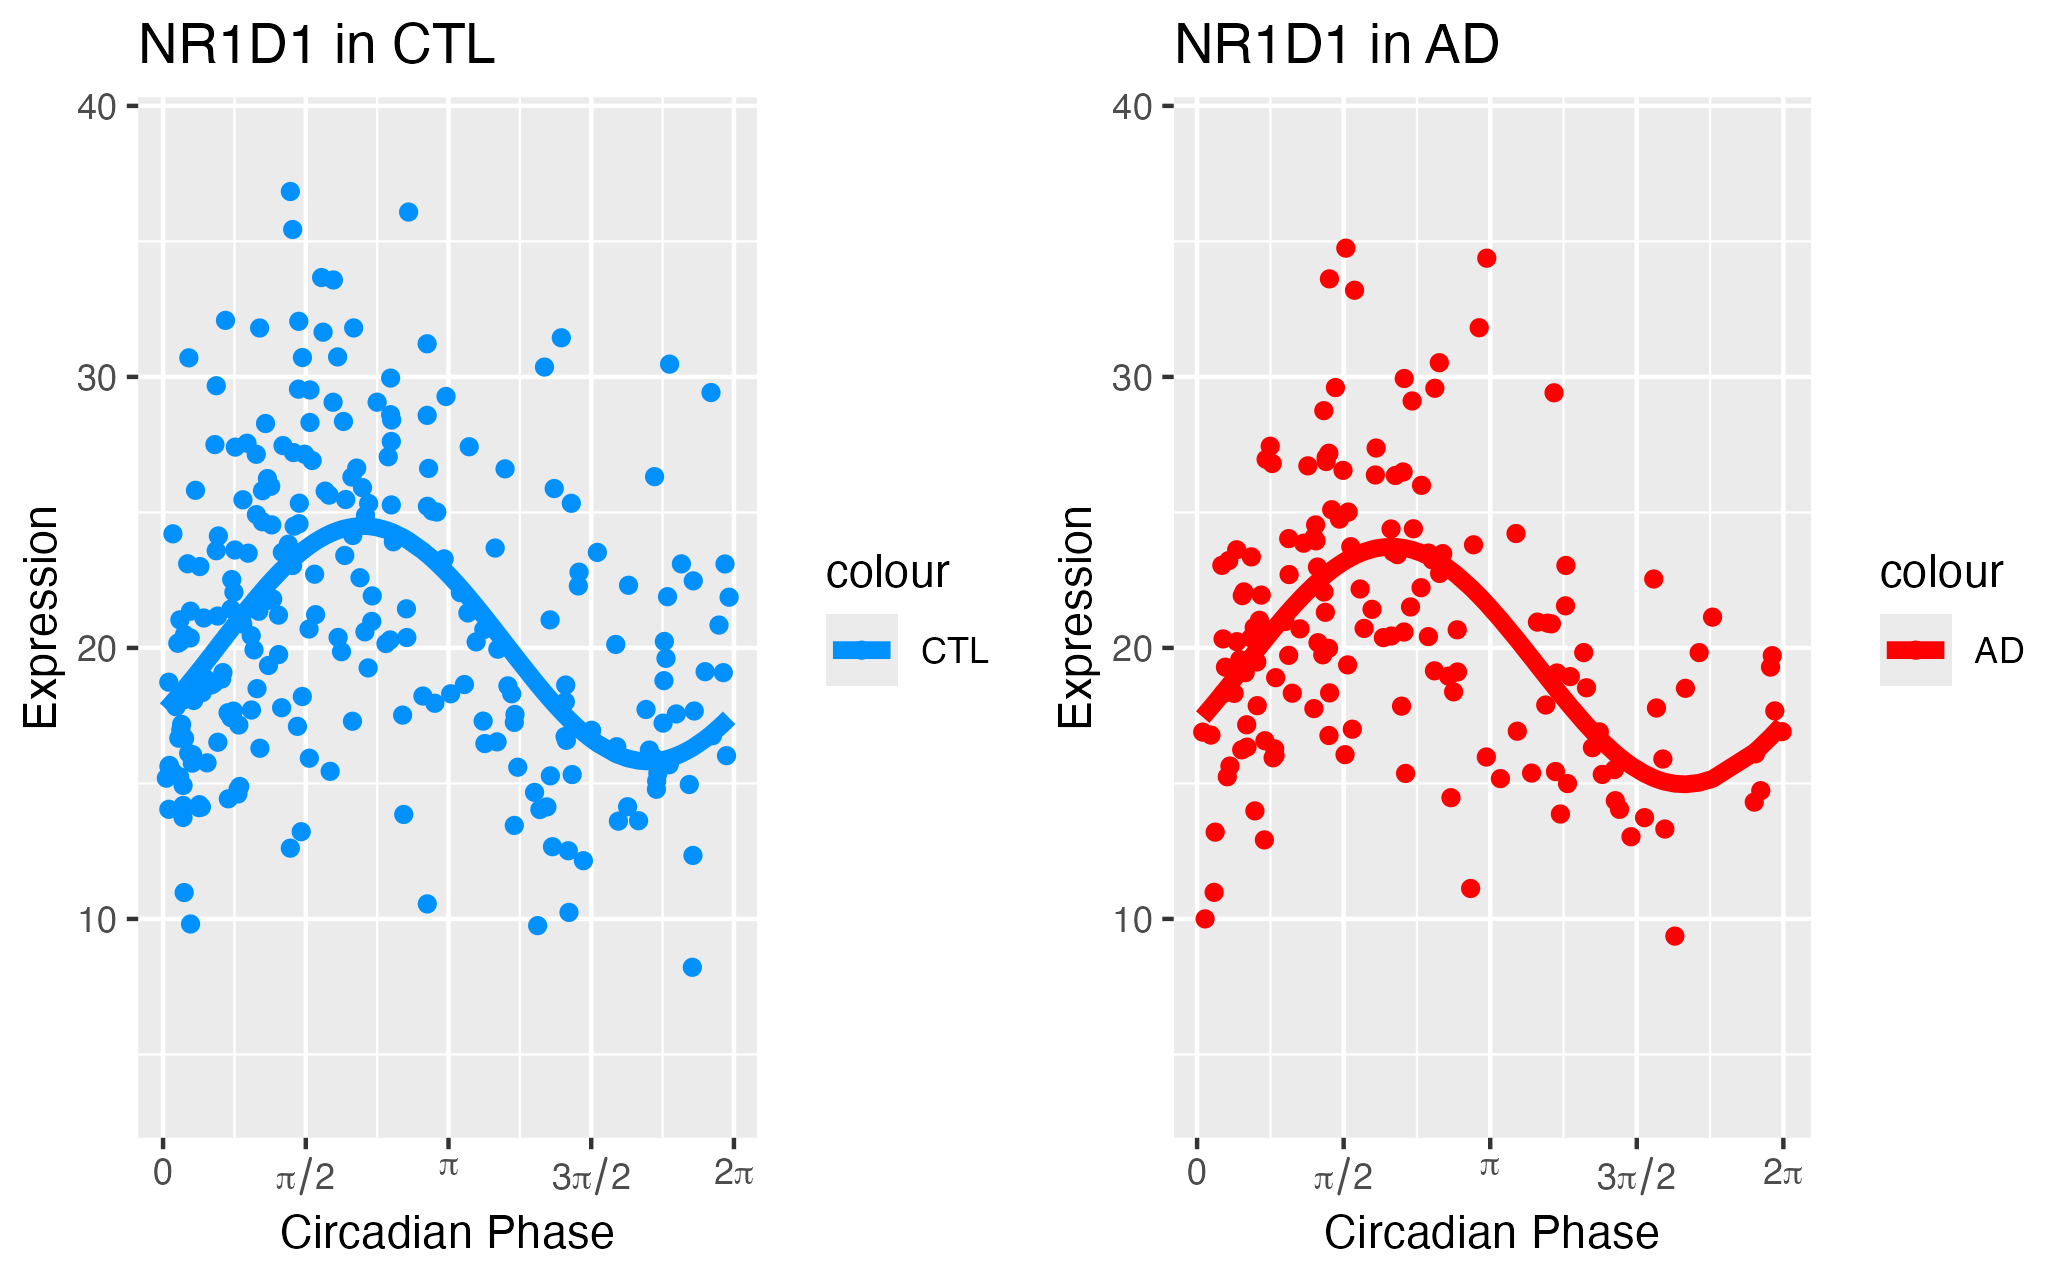 NR1D1 in CTL
40
30
20
10
Expression
0 π/2 π 3π/2 2π
Circadian Phase
colour
CTL
NR1D1 in AD
40
30
20
10
Expression
0 π/2 π 3π/2 2π
Circadian Phase
colour
AD